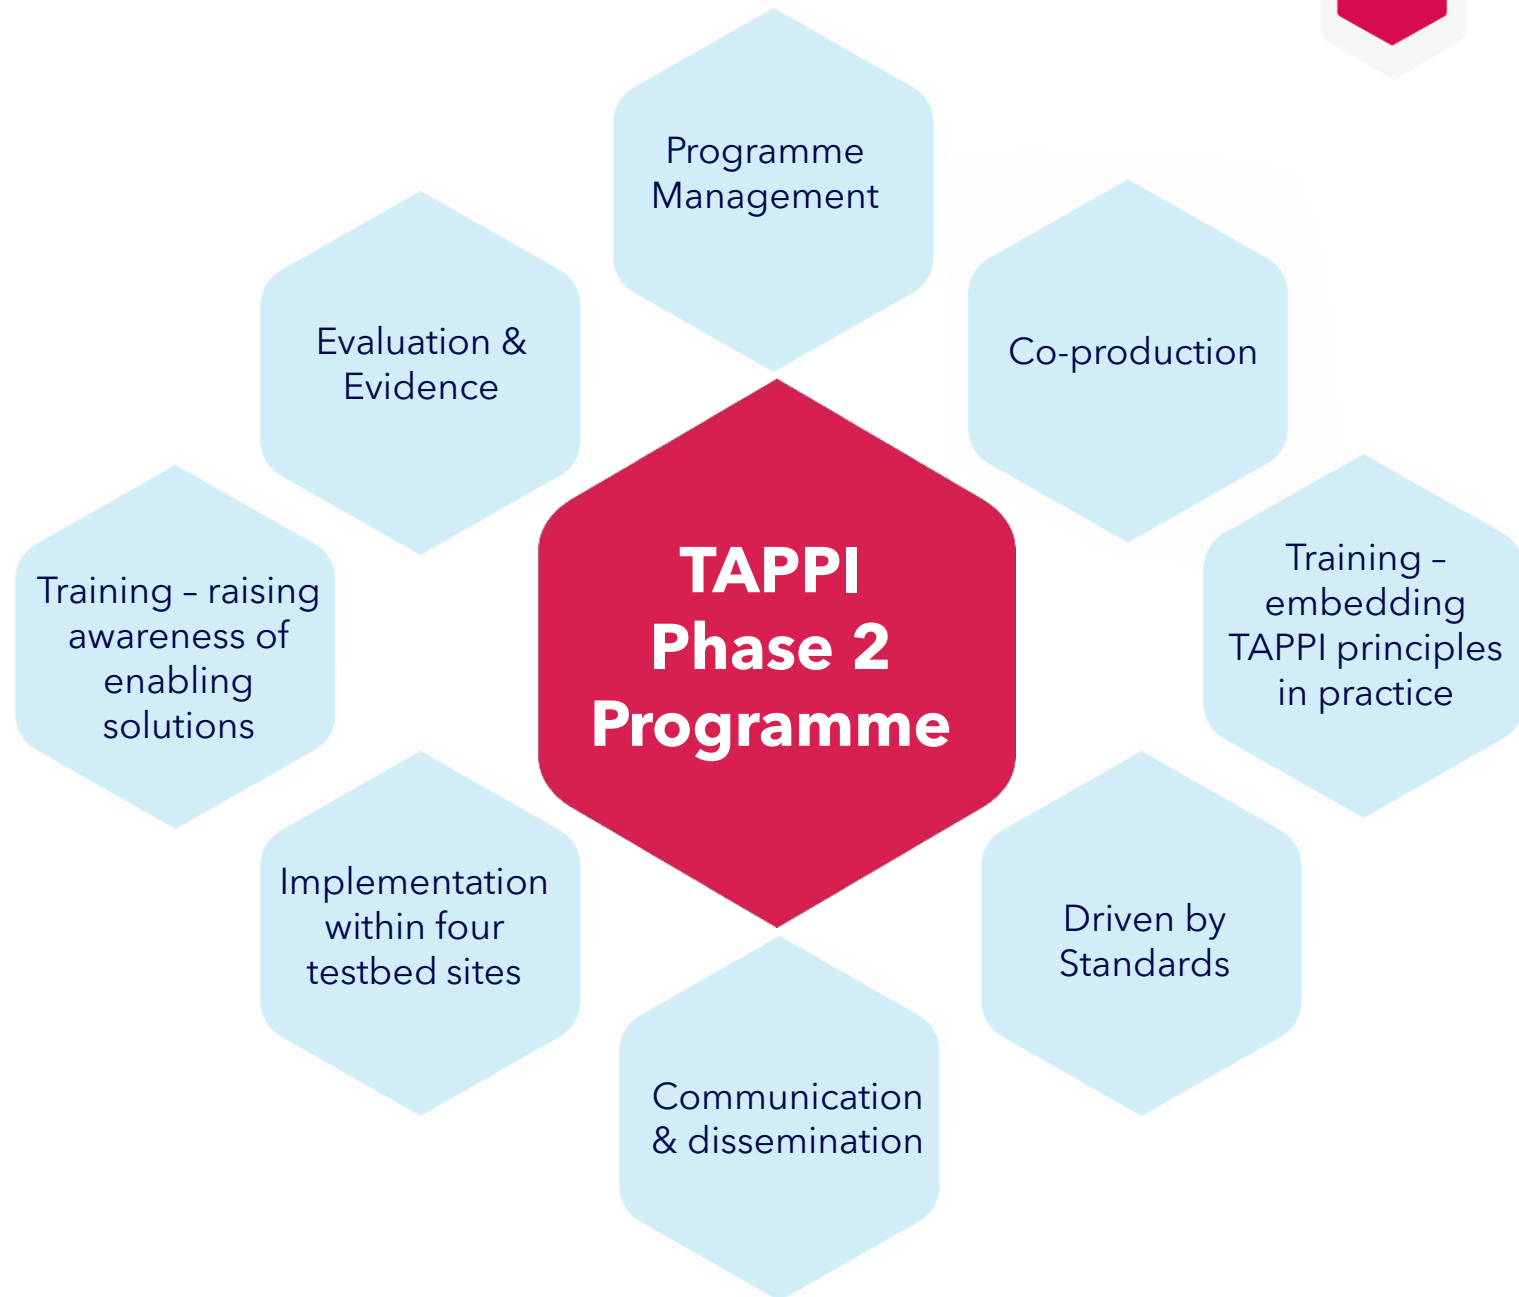 Programme
Management
Co-production
Training –
embedding
TAPPI principles
in practice
Driven by
Standards
Communication
& dissemination
Implementation
within four
testbed sites
Training – raising
awareness of
enabling
solutions
Evaluation &
Evidence
TAPPI
Phase 2
Programme